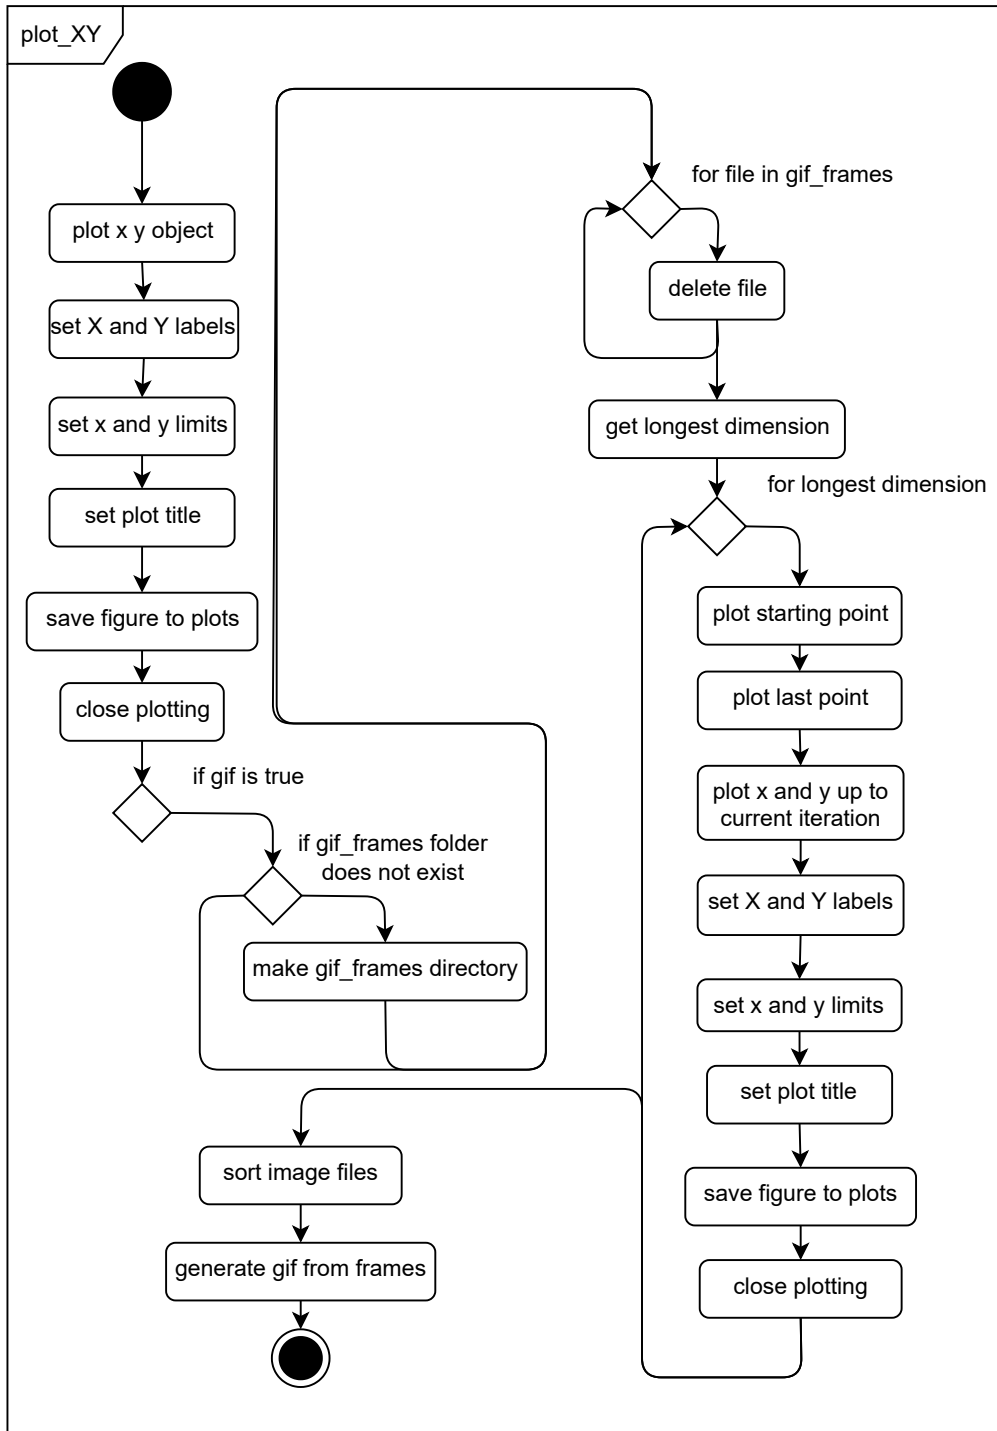 plot_XY
plot x y object
set X and Y labels
set x and y limits
set plot title
save figure to plots
close plotting
if gif is true
if gif_frames folder
does not exist
make gif_frames directory
for file in gif_frames
delete file
get longest dimension
for longest dimension
plot starting point
plot last point
plot x and y up to
current iteration
set X and Y labels
set x and y limits
set plot title
save figure to plots
close plotting
sort image files
generate gif from frames